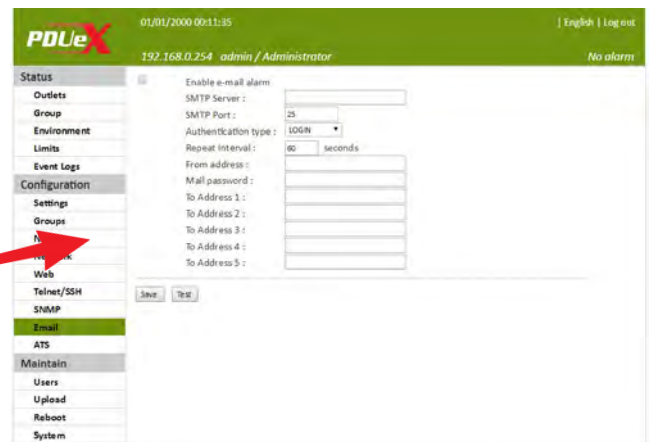 PDUeX
01/01/2000 00:11:35
| English | Log out
192.168.0.254 admin / Administrator
No alarm
Status
Outlets
Group
Environment
Limits
Event Logs
Configuration
Settings
Groups
Web
Telnet/SSH
SNMP
Email
ATS
Maintain
Users
Upload
Reboot
System
Enable e-mail alarm
SMTP Server :
SMTP Port : 25
Authentication type : LOGIN
Repeat Interval : 60 seconds
From address :
Mail password :
To Address 1 :
To Address 2 :
To Address 3 :
To Address 4 :
To Address 5 :
Save Test